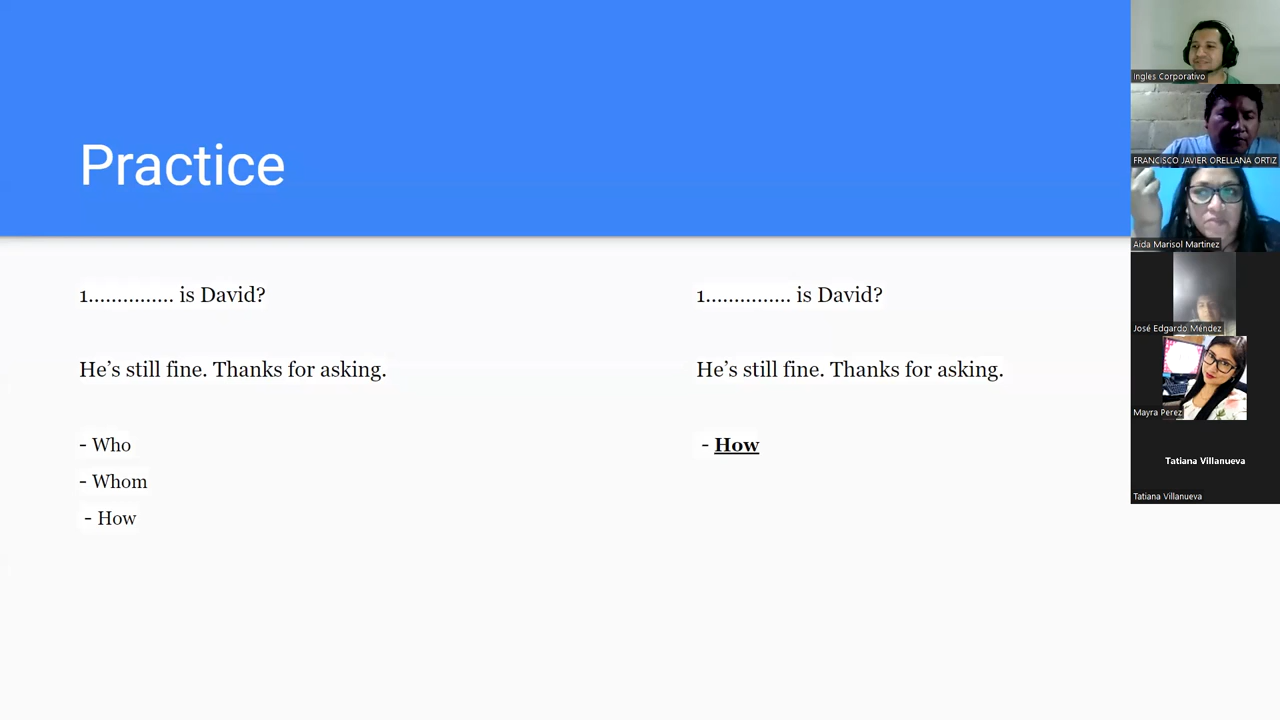 Practice
1............... is David?
He's still fine. Thanks for asking.
- Who
- Whom
- How
1............... is David?
He's still fine. Thanks for asking.
- How
Ingles Corporativo
FRANCISCO JAVIER ORELLANA ORTIZ
Aida Marisol Martinez
José Edgardo Méndez
Mayra Perez
Tatiana Villanueva
Tatiana Villanueva